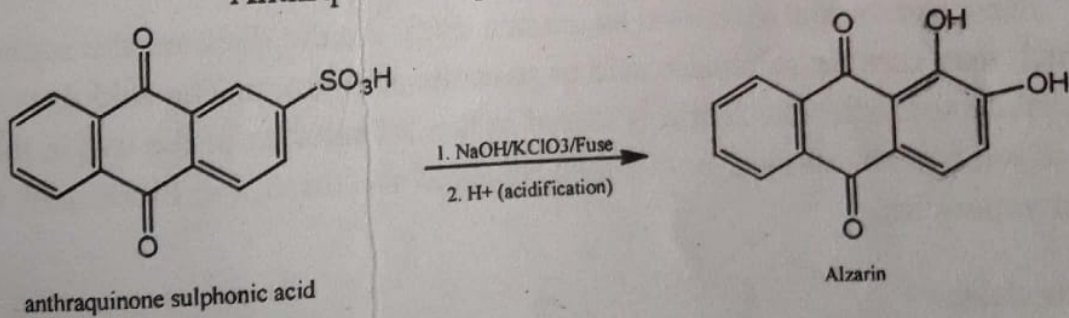 O
SO3H
O
anthraquinone sulphonic acid
1. NaOH/KClO3/Fuse
2. H+ (acidification)
O
OH
OH
O
Alzarin